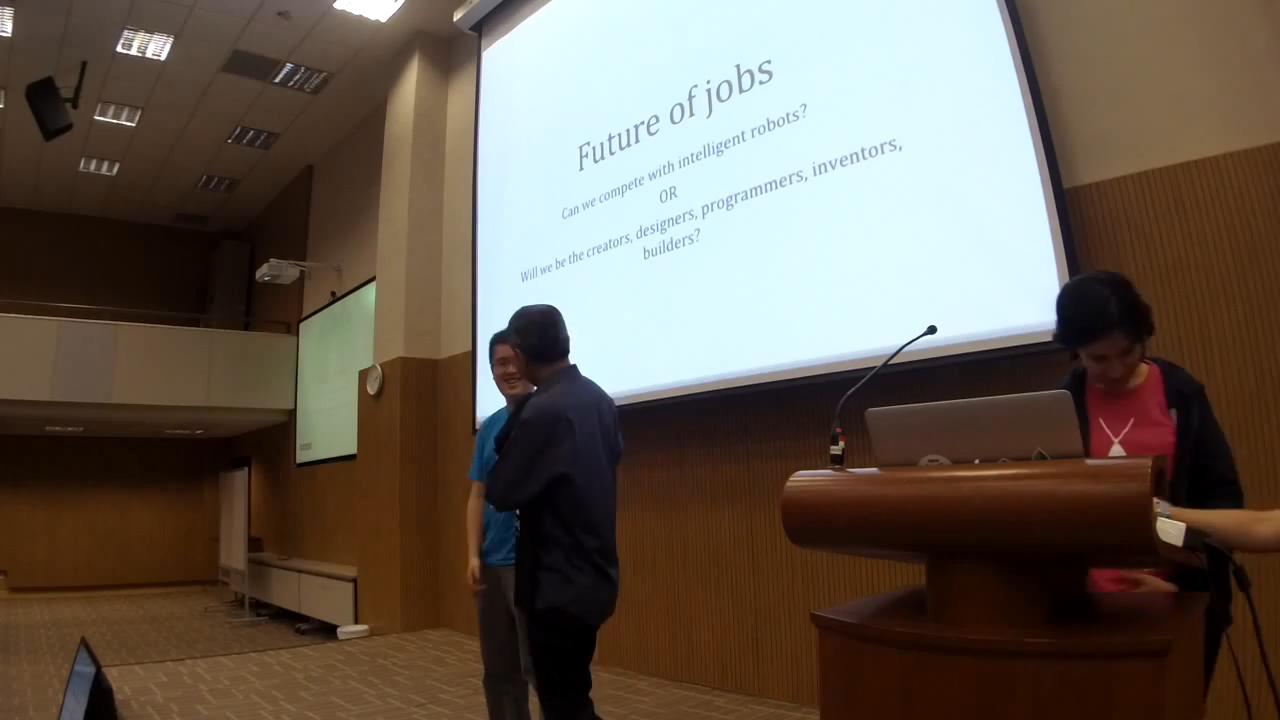 Future of jobs
Can we compete with intelligent robots?
OR
Will we be the creators, designers, programmers, inventors,
builders?